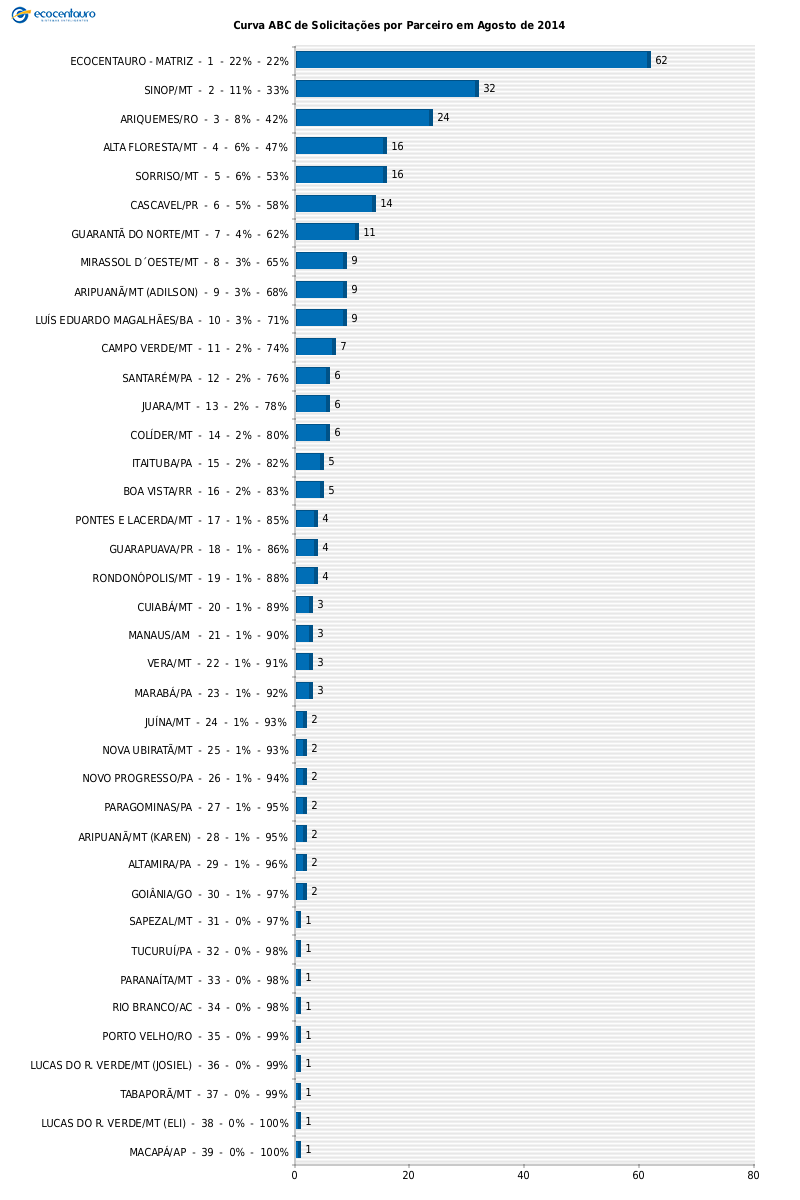 ecocentauro
Curva ABC de Solicitações por Parceiro em Agosto de 2014
ECOCENTAURO - MATRIZ - 1 - 22% - 22% 62
SINOP/MT - 2 - 11% - 33% 32
ARIQUEMES/RO - 3 - 8% - 42% 24
ALTA FLORESTA/MT - 4 - 6% - 47% 16
SORRISO/MT - 5 - 6% - 53% 16
CASCAVEL/PR - 6 - 5% - 58% 14
GUARANTÃ DO NORTE/MT - 7 - 4% - 62% 11
MIRASSOL D´OESTE/MT - 8 - 3% - 65% 9
ARIPUANÃ/MT (ADILSON) - 9 - 3% - 68% 9
LUÍS EDUARDO MAGALHÃES/BA - 10 - 3% - 71% 9
CAMPO VERDE/MT - 11 - 2% - 74% 7
SANTARÉM/PA - 12 - 2% - 76% 6
JUARA/MT - 13 - 2% - 78% 6
COLÍDER/MT - 14 - 2% - 80% 6
ITAITUBA/PA - 15 - 2% - 82% 5
BOA VISTA/RR - 16 - 2% - 83% 5
PONTES E LACERDA/MT - 17 - 1% - 85% 4
GUARAPUAVA/PR - 18 - 1% - 86% 4
RONDONÓPOLIS/MT - 19 - 1% - 88% 4
CUIABÁ/MT - 20 - 1% - 89% 3
MANAUS/AM - 21 - 1% - 90% 3
VERA/MT - 22 - 1% - 91% 3
MARABÁ/PA - 23 - 1% - 92% 3
JUÍNA/MT - 24 - 1% - 93% 2
NOVA UBIRATÃ/MT - 25 - 1% - 93% 2
NOVO PROGRESSO/PA - 26 - 1% - 94% 2
PARAGOMINAS/PA - 27 - 1% - 95% 2
ARIPUANÃ/MT (KAREN) - 28 - 1% - 95% 2
ALTAMIRA/PA - 29 - 1% - 96% 2
GOIÂNIA/GO - 30 - 1% - 97% 2
SAPEZAL/MT - 31 - 0% - 97% 1
TUCURUÍ/PA - 32 - 0% - 98% 1
PARANAÍTA/MT - 33 - 0% - 98% 1
RIO BRANCO/AC - 34 - 0% - 98% 1
PORTO VELHO/RO - 35 - 0% - 99% 1
LUCAS DO R. VERDE/MT (JOSIEL) - 36 - 0% - 99% 1
TABAPORÃ/MT - 37 - 0% - 99% 1
LUCAS DO R. VERDE/MT (ELI) - 38 - 0% - 100% 1
MACAPÁ/AP - 39 - 0% - 100% 1
0 20 40 60 80